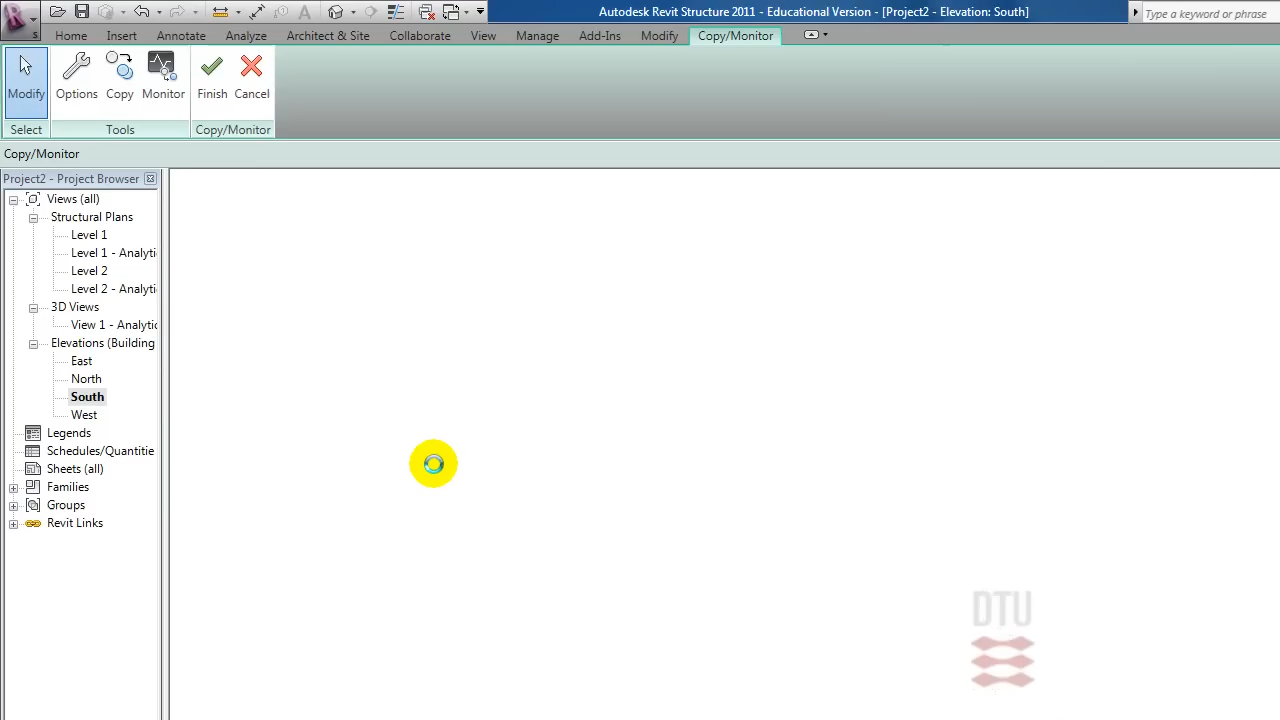 Autodesk Revit Structure 2011 - Educational Version - [Project2 - Elevation: South]
Type a keyword or phrase
S
Home Insert Annotate Analyze Architect & Site Collaborate View Manage Add-Ins Modify Copy/Monitor
Modify Options Copy Monitor Finish Cancel
Select Tools Copy/Monitor
Copy/Monitor
Project2 - Project Browser
Views (all)
Structural Plans
Level 1
Level 1 - Analyti
Level 2
Level 2 - Analyti
3D Views
View 1 - Analytic
Elevations (Building
East
North
South
West
Legends
Schedules/Quantitie
Sheets (all)
Families
Groups
Revit Links
DTU